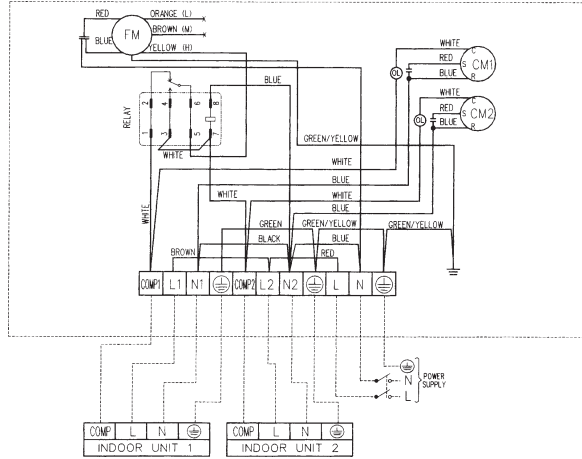 RED
ORANGE (L)
FM
BROWN (M)
BLUE
YELLOW (H)
WHITE
C
RED
S
CM1
BLUE
R
OL
BLUE
WHITE
C
RED
S
CM2
BLUE
R
OL
RELAY
2 4 6 8
1 3 5 7
WHITE
GREEN/YELLOW
WHITE
BLUE
WHITE
WHITE
BLUE
WHITE
GREEN
GREEN/YELLOW
GREEN/YELLOW
BLACK
BLUE
BROWN
RED
COMP1 L1 N1 COMP2 L2 N2 L N
N
L
POWER
SUPPLY
COMP L N
INDOOR UNIT 1
COMP L N
INDOOR UNIT 2